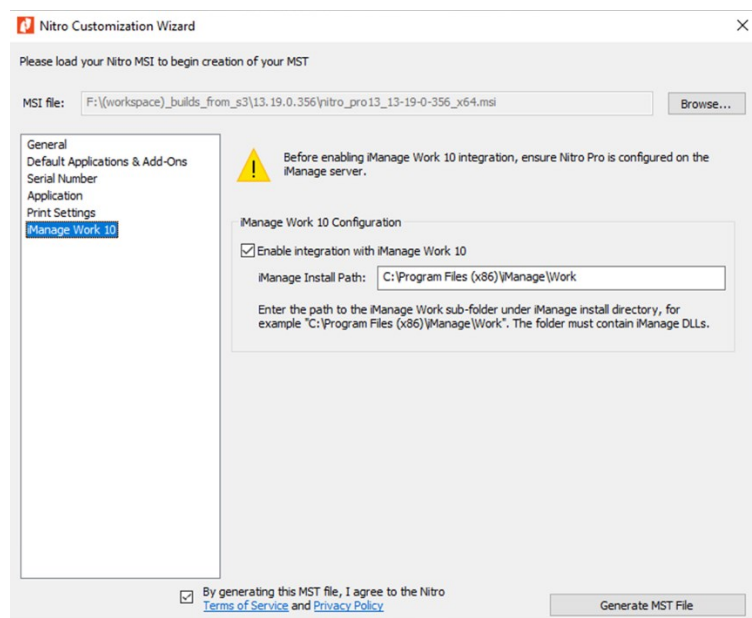 Nitro Customization Wizard
Please load your Nitro MSI to begin creation of your MST
MSI file:
F:\(workspace)_builds_from_s3\13.19.0.356\nitro_pro13_13-19-0-356_x64.msi
Browse...
General
Default Applications & Add-Ons
Serial Number
Application
Print Settings
iManage Work 10
Before enabling iManage Work 10 integration, ensure Nitro Pro is configured on the
iManage server.
iManage Work 10 Configuration
Enable integration with iManage Work 10
iManage Install Path:
C:\Program Files (x86)\iManage\Work
Enter the path to the iManage Work sub-folder under iManage install directory, for
example "C:\Program Files (x86)\iManage\Work". The folder must contain iManage DLLs.
By generating this MST file, I agree to the Nitro
Terms of Service and Privacy Policy
Generate MST File